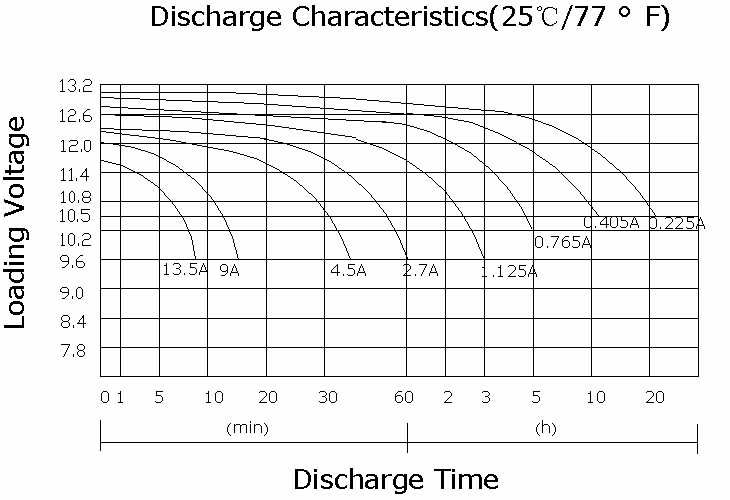 Discharge Characteristics(25℃/77 ° F)
Loading Voltage
13.2
12.6
12.0
11.4
10.8
10.5
10.2
9.6
9.0
8.4
7.8
0.405A 0.225A
0.765A
13.5A 9A 4.5A 2.7A 1.125A
0 1 5 10 20 30 60 2 3 5 10 20
(min) (h)
Discharge Time